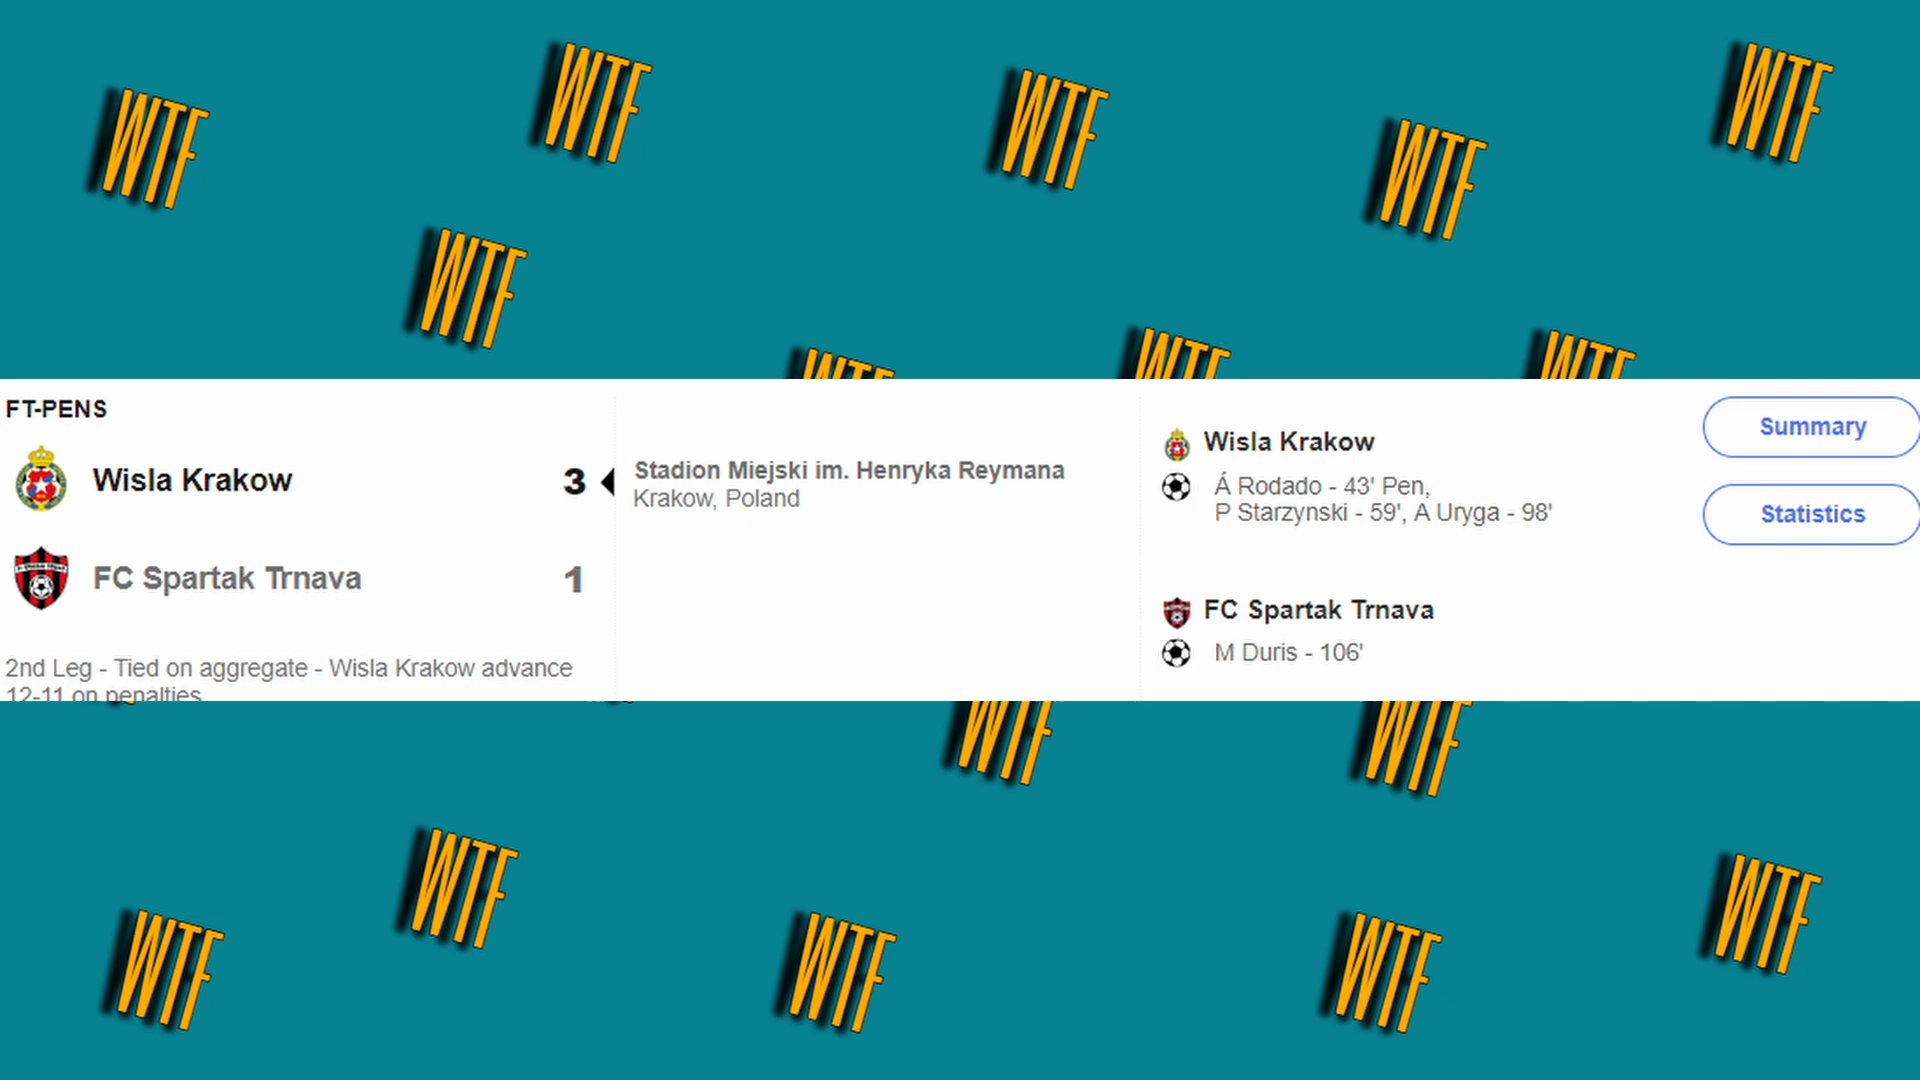 WTF
WTF
WTF
WTF
WTF
WTF
WTF
WTF
WTF
FT-PENS
Wisla Krakow 3
FC Spartak Trnava 1
2nd Leg - Tied on aggregate - Wisla Krakow advance
12-11 on penalties
Stadion Miejski im. Henryka Reymana
Krakow, Poland
Wisla Krakow
Á Rodado - 43' Pen,
P Starzynski - 59', A Uryga - 98'
FC Spartak Trnava
M Duris - 106'
Summary
Statistics
WTF
WTF
WTF
WTF
WTF
WTF
WTF